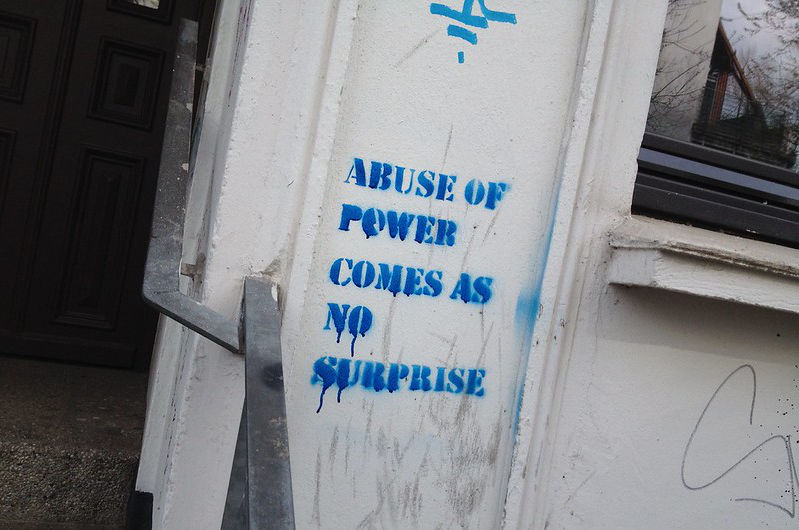 ABUSE OF
POWER
COMES AS
NO
SURPRISE